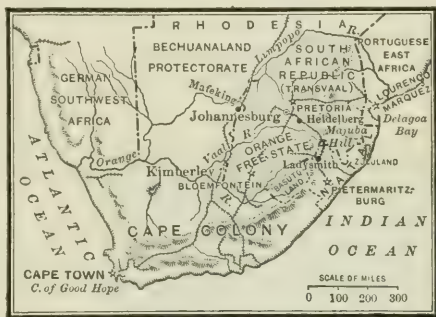 RHODESIA
BECHUANALAND
PROTECTORATE
Limpopo R.
SOUTH
AFRICAN
REPUBLIC
(TRANSVAAL)
PORTUGUESE
EAST
AFRICA
LOURENÇO
MARQUEZ
Delagoa
Bay
GERMAN
SOUTHWEST
AFRICA
Mafeking
Johannesburg
PRETORIA
Heidelberg
Majuba
Hill
Orange
Vaal R.
ORANGE
FREE STATE
Kimberley
Ladysmith
ZULULAND
BLOEMFONTEIN
BASUTO
LAND
NATAL
R.
PIETERMARITZ-
BURG
ATLANTIC
OCEAN
CAPE COLONY
INDIAN
OCEAN
CAPE TOWN
C. of Good Hope
SCALE OF MILES
0 100 200 300